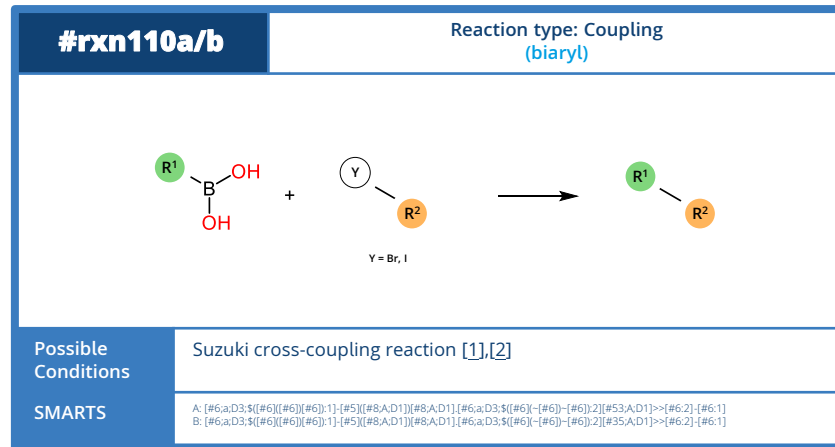 #rxn110a/b
Reaction type: Coupling
(biaryl)
R¹
B
OH
OH
+
Y
R²
R¹
R²
Y = Br, I
Possible
Conditions
Suzuki cross-coupling reaction [1],[2]
SMARTS
A: [#6;a;D3;$([#6]([#6])[#6]):1]-[#5]([#8;A;D1])[#8;A;D1].[#6;a;D3;$([#6](~[#6])~[#6]):2][#53;A;D1]>>[#6:2]-[#6:1]
B: [#6;a;D3;$([#6]([#6])[#6]):1]-[#5]([#8;A;D1])[#8;A;D1].[#6;a;D3;$([#6](~[#6])~[#6]):2][#35;A;D1]>>[#6:2]-[#6:1]